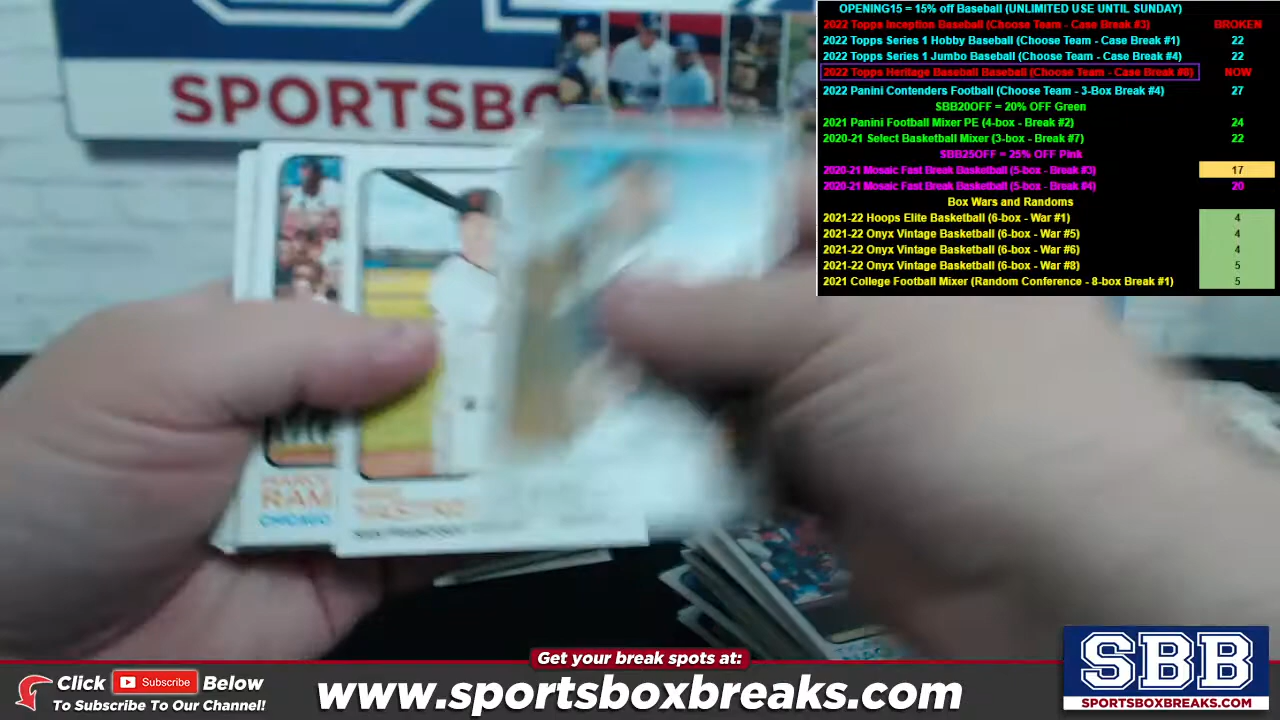 OPENING15 = 15% off Baseball (UNLIMITED USE UNTIL SUNDAY)
2022 Topps Inception Baseball (Choose Team - Case Break #3) BROKEN
2022 Topps Series 1 Hobby Baseball (Choose Team - Case Break #1) 22
2022 Topps Series 1 Jumbo Baseball (Choose Team - Case Break #4) 22
2022 Topps Heritage Baseball Baseball (Choose Team - Case Break #8) NOW
2022 Panini Contenders Football (Choose Team - 3-Box Break #4) 27
SBB20OFF = 20% OFF Green
2021 Panini Football Mixer PE (4-box - Break #2) 24
2020-21 Select Basketball Mixer (3-box - Break #7) 22
SBB25OFF = 25% OFF Pink
2020-21 Mosaic Fast Break Basketball (5-box - Break #3) 17
2020-21 Mosaic Fast Break Basketball (5-box - Break #4) 20
Box Wars and Randoms
2021-22 Hoops Elite Basketball (6-box - War #1) 4
2021-22 Onyx Vintage Basketball (6-box - War #5) 4
2021-22 Onyx Vintage Basketball (6-box - War #6) 4
2021-22 Onyx Vintage Basketball (6-box - War #8) 5
2021 College Football Mixer (Random Conference - 8-box Break #1) 5
SPORTSB
RAM
CHICAGO
Get your break spots at:
Click Subscribe Below
To Subscribe To Our Channel!
www.sportsboxbreaks.com
SBB
SPORTSBOXBREAKS.COM